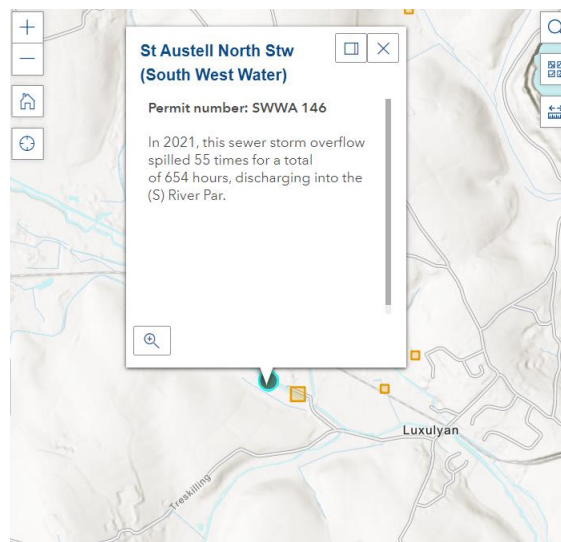 St Austell North Stw
(South West Water)
Permit number: SWWA 146
In 2021, this sewer storm overflow
spilled 55 times for a total
of 654 hours, discharging into the
(S) River Par.
Luxulyan
Treskilling